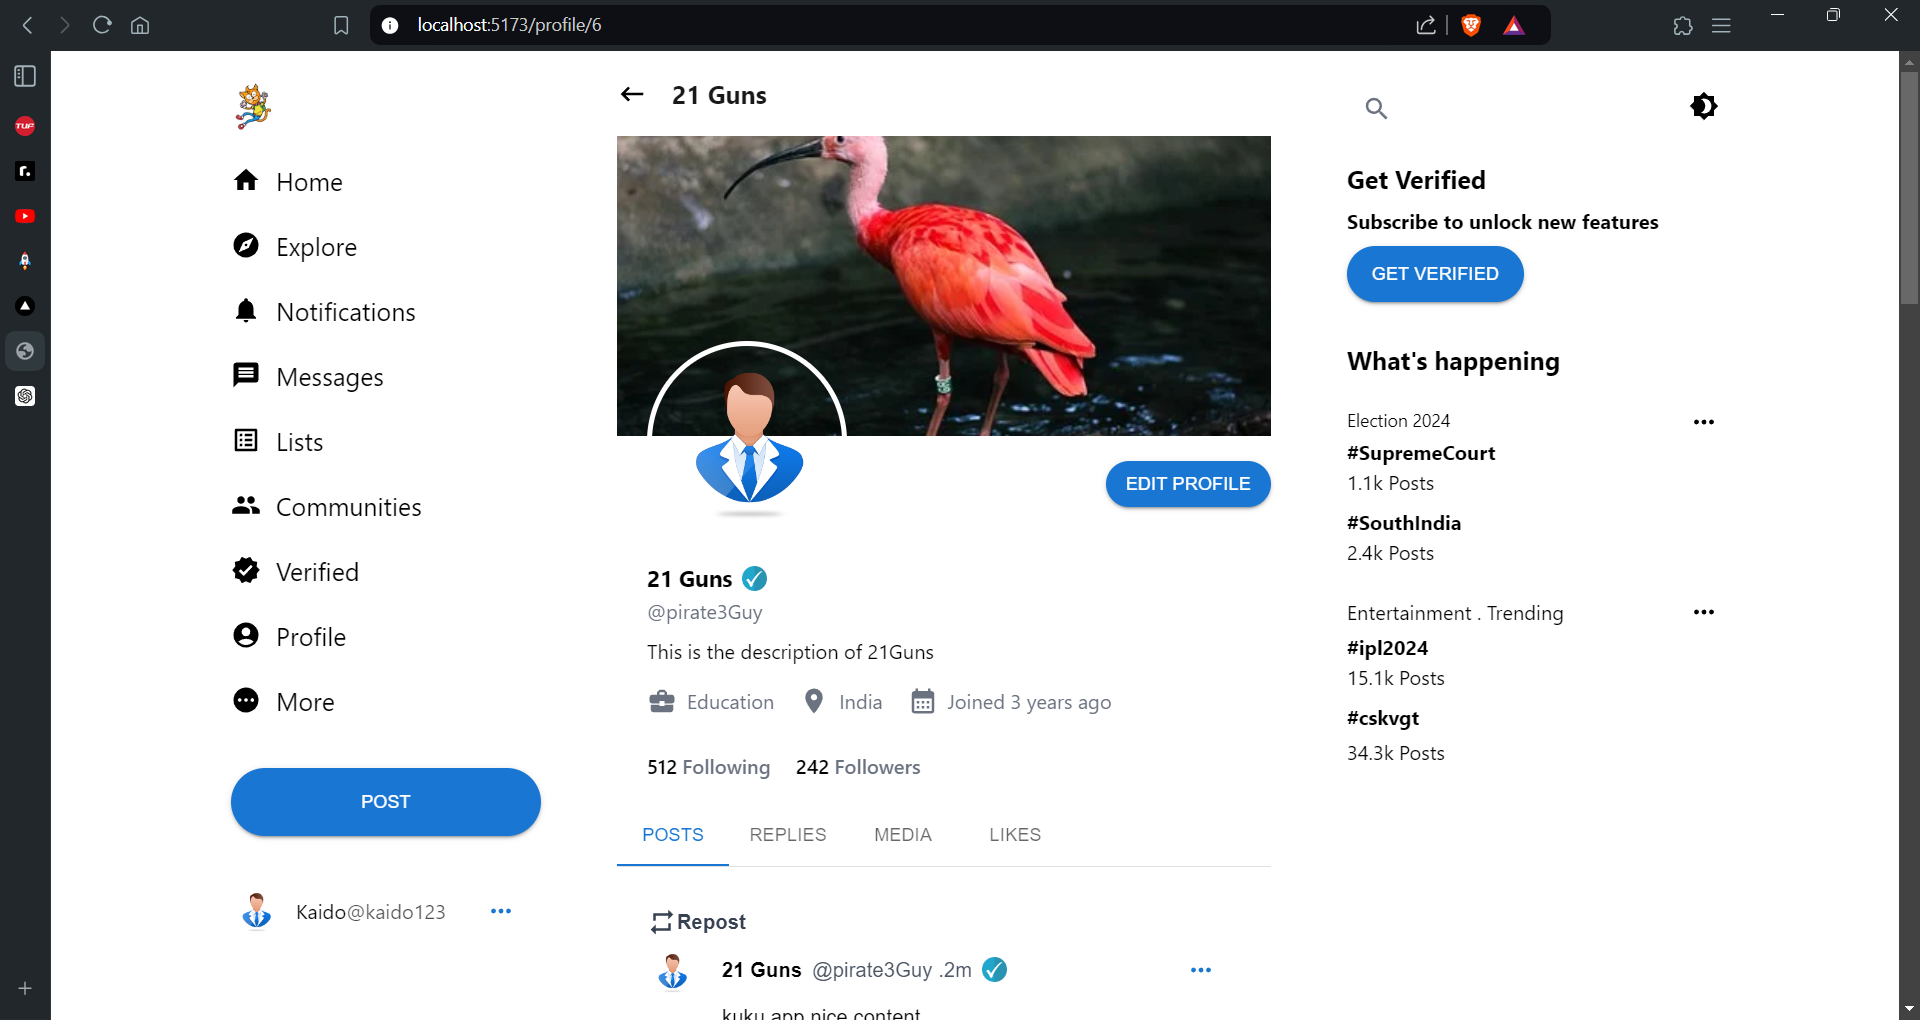 localhost:5173/profile/6
TUF
Home
Explore
Notifications
Messages
Lists
Communities
Verified
Profile
More
POST
Kaido@kaido123
21 Guns
EDIT PROFILE
21 Guns
@pirate3Guy
This is the description of 21Guns
Education India Joined 3 years ago
512 Following 242 Followers
POSTS REPLIES MEDIA LIKES
Repost
21 Guns @pirate3Guy .2m
kuku app nice content
Get Verified
Subscribe to unlock new features
GET VERIFIED
What's happening
Election 2024
#SupremeCourt
1.1k Posts
#SouthIndia
2.4k Posts
Entertainment . Trending
#ipl2024
15.1k Posts
#cskvgt
34.3k Posts